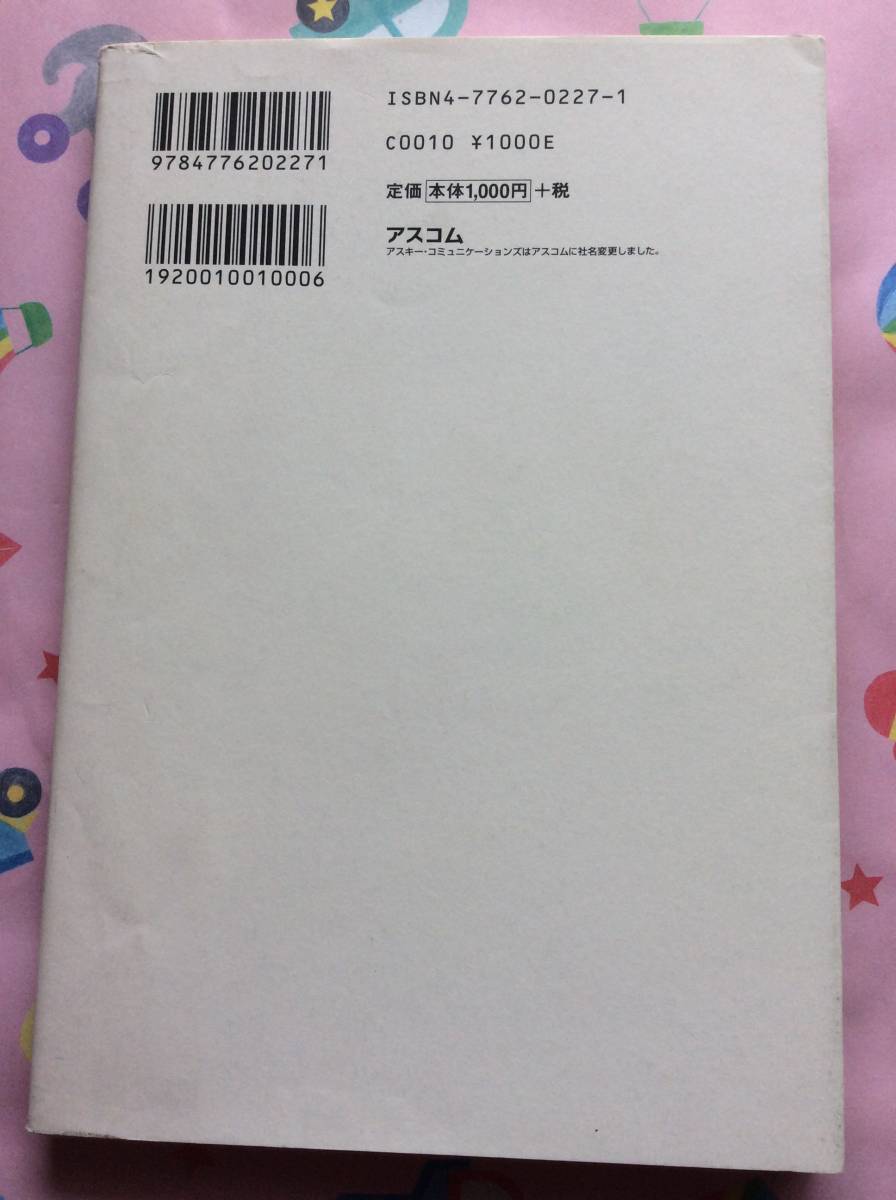 9784776202271
1920010010006
ISBN4-7762-0227-1
C0010 ¥1000E
定価 本体1,000円 +税
アスコム
アスキー・コミュニケーションズはアスコムに社名変更しました。